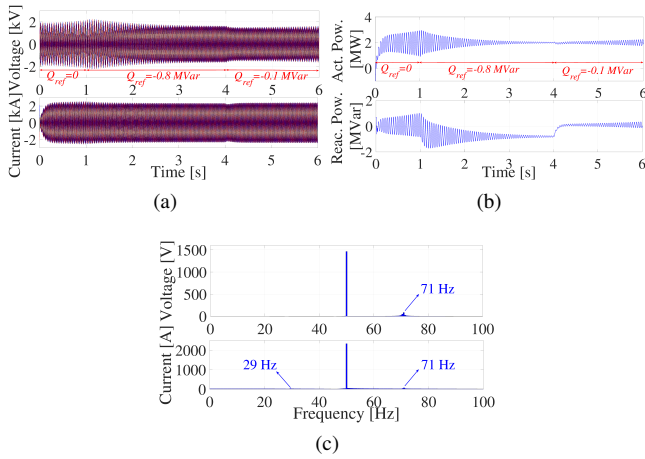 Voltage [kV]
2
0
-2
0 1 2 3 4 5 6
Q_ref=0 Q_ref=-0.8 MVar Q_ref=-0.1 MVar
Current [kA]
2
0
-2
0 1 2 3 4 5 6
Time [s]
(a)
Act. Pow. [MW]
4
2
0
0 1 2 3 4 5 6
Q_ref=0 Q_ref=-0.8 MVar Q_ref=-0.1 MVar
Reac. Pow. [MVar]
2
0
-2
0 1 2 3 4 5 6
Time [s]
(b)
Voltage [V]
1500
1000
500
0
71 Hz
0 20 40 60 80 100
Current [A]
2000
1000
0
29 Hz 71 Hz
0 20 40 60 80 100
Frequency [Hz]
(c)